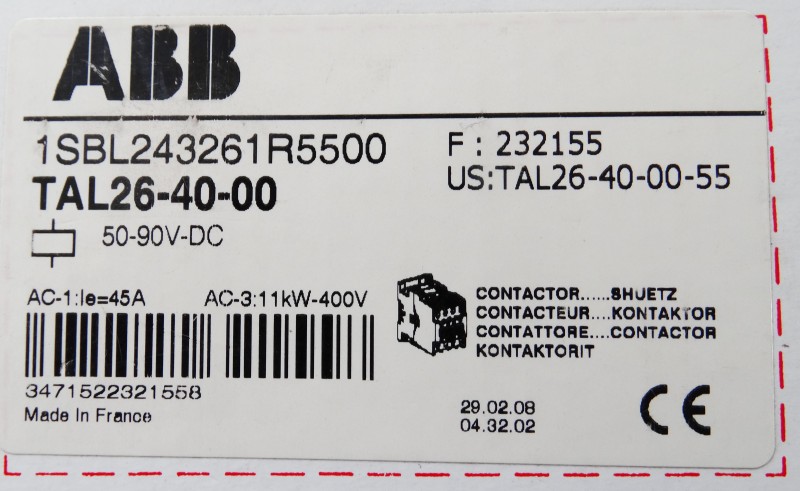 ABB
1SBL243261R5500
F: 232155
TAL26-40-00
US:TAL26-40-00-55
50-90V-DC
AC-1:Ie=45A
AC-3:11kW-400V
CONTACTOR.....SHUETZ
CONTACTEUR...KONTAKTOR
CONTATTORE...CONTACTOR
KONTAKTORIT
3471522321558
Made In France
29.02.08
04.32.02
CE